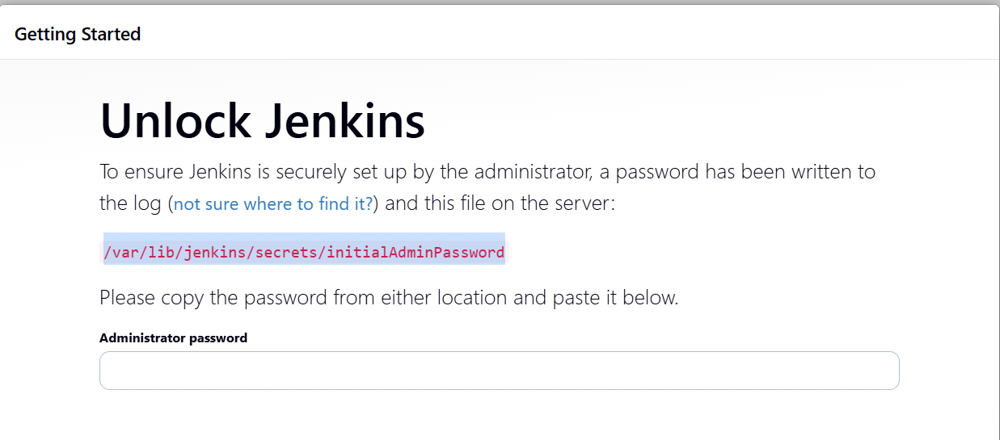 Getting Started
Unlock Jenkins
To ensure Jenkins is securely set up by the administrator, a password has been written to
the log (not sure where to find it?) and this file on the server:
/var/lib/jenkins/secrets/initialAdminPassword
Please copy the password from either location and paste it below.
Administrator password